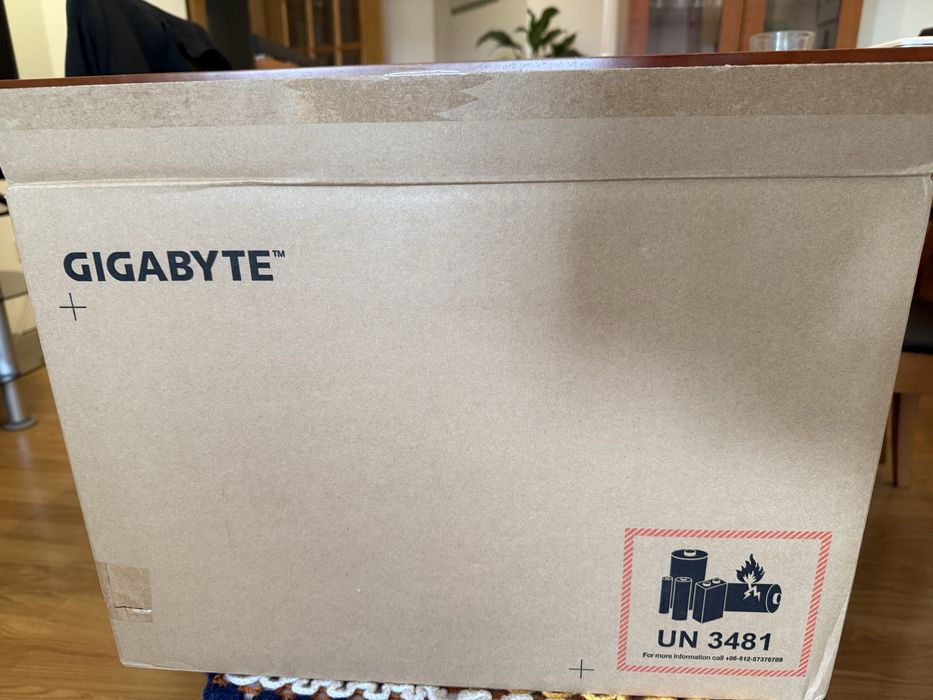 GIGABYTE™
UN 3481
For more information call +86-512-57376789